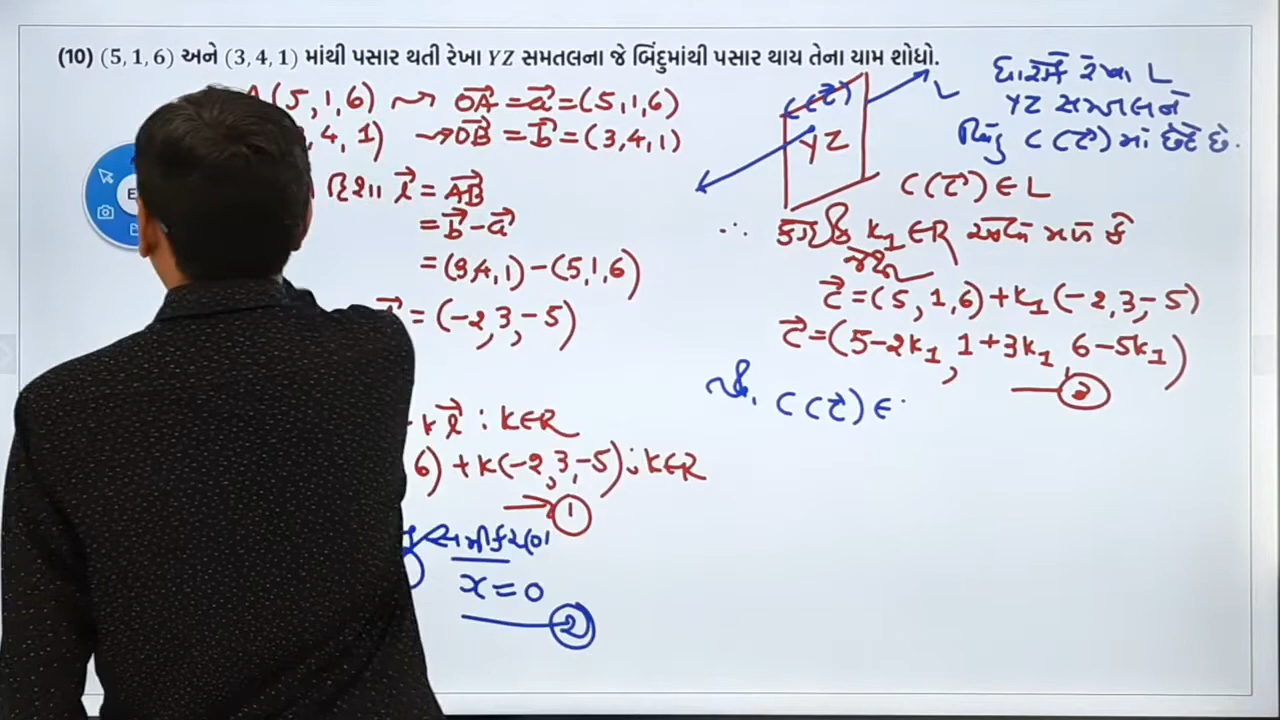 (10) (5, 1, 6) અને (3, 4, 1) માંથી પસાર થતી રેખા YZ સમતલના જે બિંદુમાંથી પસાર થાય તેના યામ શોધો.
A(5, 1, 6) ⇝ OA⃗ = a⃗ = (5, 1, 6)
, 4, 1) ⇝ OB⃗ = b⃗ = (3, 4, 1)
દિશા l⃗ = AB⃗
= b⃗ - a⃗
= (3, 4, 1) - (5, 1, 6)
= (-2, 3, -5)
+ k l⃗ : k∈R
6) + k(-2, 3, -5) ; k∈R
→ 1
સમીકરણ
x = 0
2
C(c⃗)
YZ
L
ધારો કે રેખા L
YZ સમતલને
બિંદુ C(c⃗) માં છેદે છે.
C(c⃗) ∈ L
∴ કોઈક k₁ ∈ R એવો મળે કે
જેથી
c⃗ = (5, 1, 6) + k₁(-2, 3, -5)
c⃗ = (5-2k₁, 1+3k₁, 6-5k₁)
3
C(c⃗) ∈